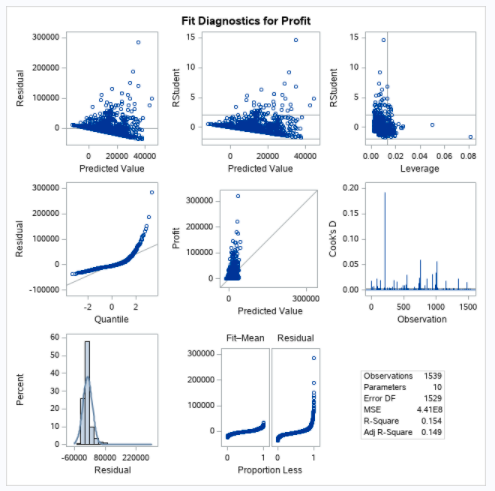 Fit Diagnostics for Profit
300000
200000
100000
0
Residual
0 20000 40000
Predicted Value
15
10
5
0
RStudent
0 20000 40000
Predicted Value
15
10
5
0
RStudent
0.00 0.02 0.04 0.06 0.08
Leverage
300000
200000
100000
0
-100000
Residual
-2 0 2
Quantile
300000
200000
100000
0
Profit
0 300000
Predicted Value
0.20
0.15
0.10
0.05
0.00
Cook's D
0 500 1000 1500
Observation
60
50
40
30
20
10
0
Percent
-60000 80000 220000
Residual
Fit–Mean Residual
300000
200000
100000
0
0 1 0 1
Proportion Less
Observations 1539
Parameters 10
Error DF 1529
MSE 4.41E8
R-Square 0.154
Adj R-Square 0.149